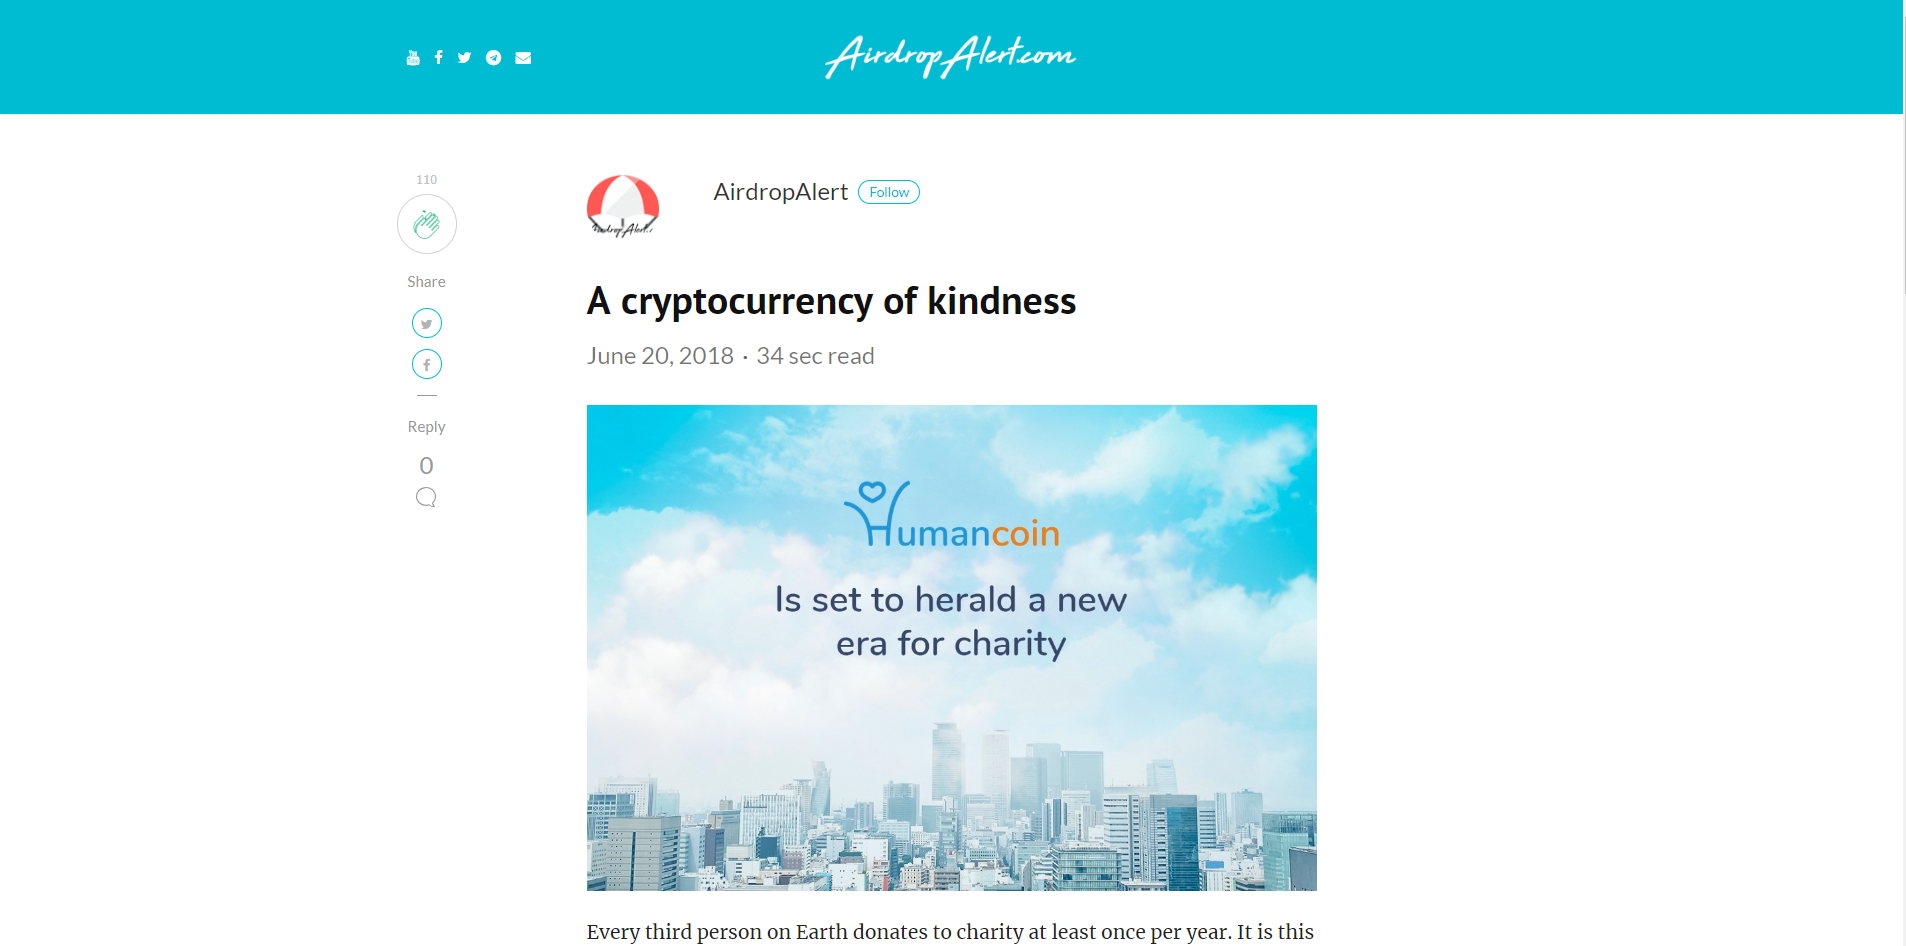 AirdropAlert.com
110
AirdropAlert Follow
Share
A cryptocurrency of kindness
June 20, 2018 · 34 sec read
Reply
0
Humancoin
Is set to herald a new
era for charity
Every third person on Earth donates to charity at least once per year. It is this